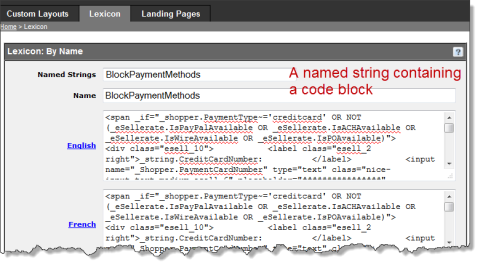 Custom Layouts Lexicon Landing Pages
Home > Lexicon
Lexicon: By Name ?
Named Strings BlockPaymentMethods
A named string containing
a code block
Name BlockPaymentMethods
English
<span _if="_shopper.PaymentType~='creditcard' OR NOT
(_eSellerate.IsPayPalAvailable OR _eSellerate.IsACHAvailable OR
_eSellerate.IsWireAvailable OR _eSellerate.IsPOAvailable)">
<div class="esell_10"> <label class="esell_2
right">_string.CreditCardNumber: </label> <input
name="_Shopper.PaymentCardNumber" type="text" class="nice-
French
<span _if="_shopper.PaymentType~='creditcard' OR NOT
(_eSellerate.IsPayPalAvailable OR _eSellerate.IsACHAvailable OR
_eSellerate.IsWireAvailable OR _eSellerate.IsPOAvailable)">
<div class="esell_10"> <label class="esell_2
right">_string.CreditCardNumber: </label> <input